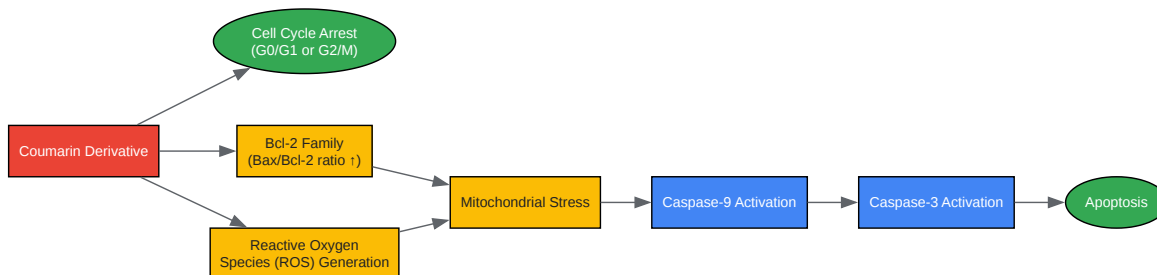 Cell Cycle Arrest
(G0/G1 or G2/M)
Coumarin Derivative
Bcl-2 Family
(Bax/Bcl-2 ratio ↑)
Reactive Oxygen
Species (ROS) Generation
Mitochondrial Stress
Caspase-9 Activation
Caspase-3 Activation
Apoptosis